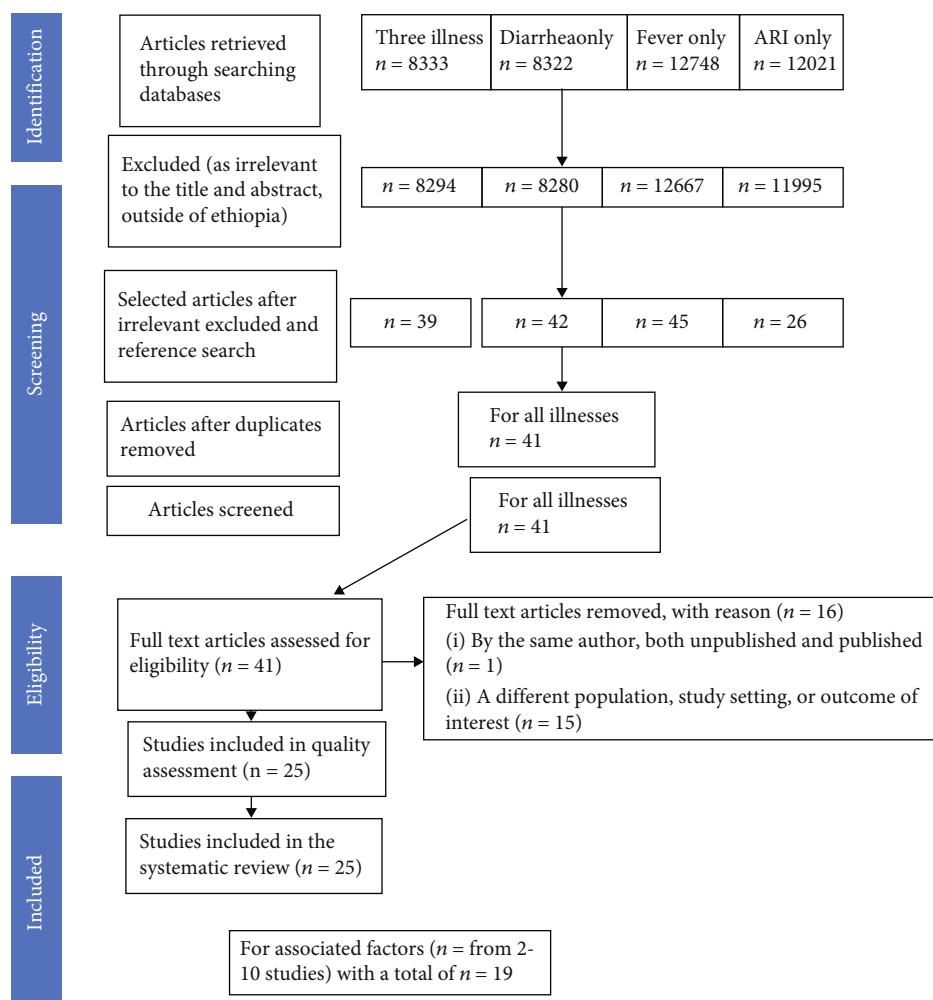 Identification
Articles retrieved
through searching
databases
Three illness
n = 8333
Diarrheaonly
n = 8322
Fever only
n = 12748
ARI only
n = 12021
Excluded (as irrelevant
to the title and abstract,
outside of ethiopia)
n = 8294
n = 8280
n = 12667
n = 11995
Screening
Selected articles after
irrelevant excluded and
reference search
n = 39
n = 42
n = 45
n = 26
Articles after duplicates
removed
For all illnesses
n = 41
Articles screened
For all illnesses
n = 41
Eligibility
Full text articles assessed for
eligibility (n = 41)
Full text articles removed, with reason (n = 16)
(i) By the same author, both unpublished and published
(n = 1)
(ii) A different population, study setting, or outcome of
interest (n = 15)
Studies included in quality
assessment (n = 25)
Included
Studies included in the
systematic review (n = 25)
For associated factors (n = from 2-
10 studies) with a total of n = 19